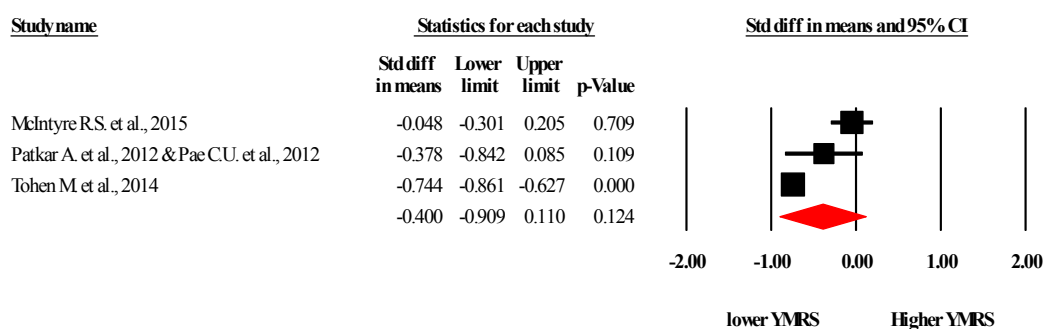 Study name Statistics for each study Std diff in means and 95% CI
Std diff Lower Upper
in means limit limit p-Value
McIntyre R.S. et al., 2015 -0.048 -0.301 0.205 0.709
Patkar A. et al., 2012 & Pae C.U. et al., 2012 -0.378 -0.842 0.085 0.109
Tohen M. et al., 2014 -0.744 -0.861 -0.627 0.000
-0.400 -0.909 0.110 0.124
-2.00 -1.00 0.00 1.00 2.00
lower YMRS Higher YMRS